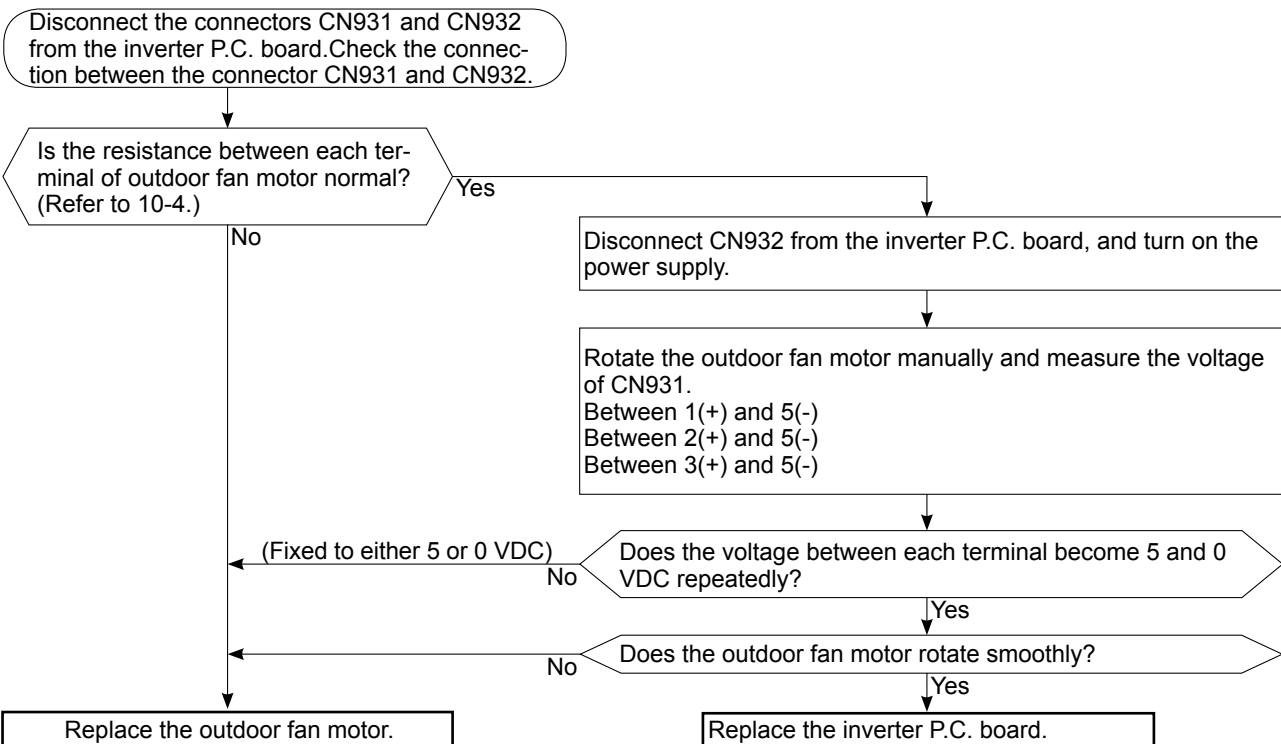 Disconnect the connectors CN931 and CN932
from the inverter P.C. board.Check the connec-
tion between the connector CN931 and CN932.
Is the resistance between each ter-
minal of outdoor fan motor normal?
(Refer to 10-4.)
Yes
No
Disconnect CN932 from the inverter P.C. board, and turn on the
power supply.
Rotate the outdoor fan motor manually and measure the voltage
of CN931.
Between 1(+) and 5(-)
Between 2(+) and 5(-)
Between 3(+) and 5(-)
(Fixed to either 5 or 0 VDC)
No
Does the voltage between each terminal become 5 and 0
VDC repeatedly?
Yes
No
Does the outdoor fan motor rotate smoothly?
Yes
Replace the outdoor fan motor.
Replace the inverter P.C. board.